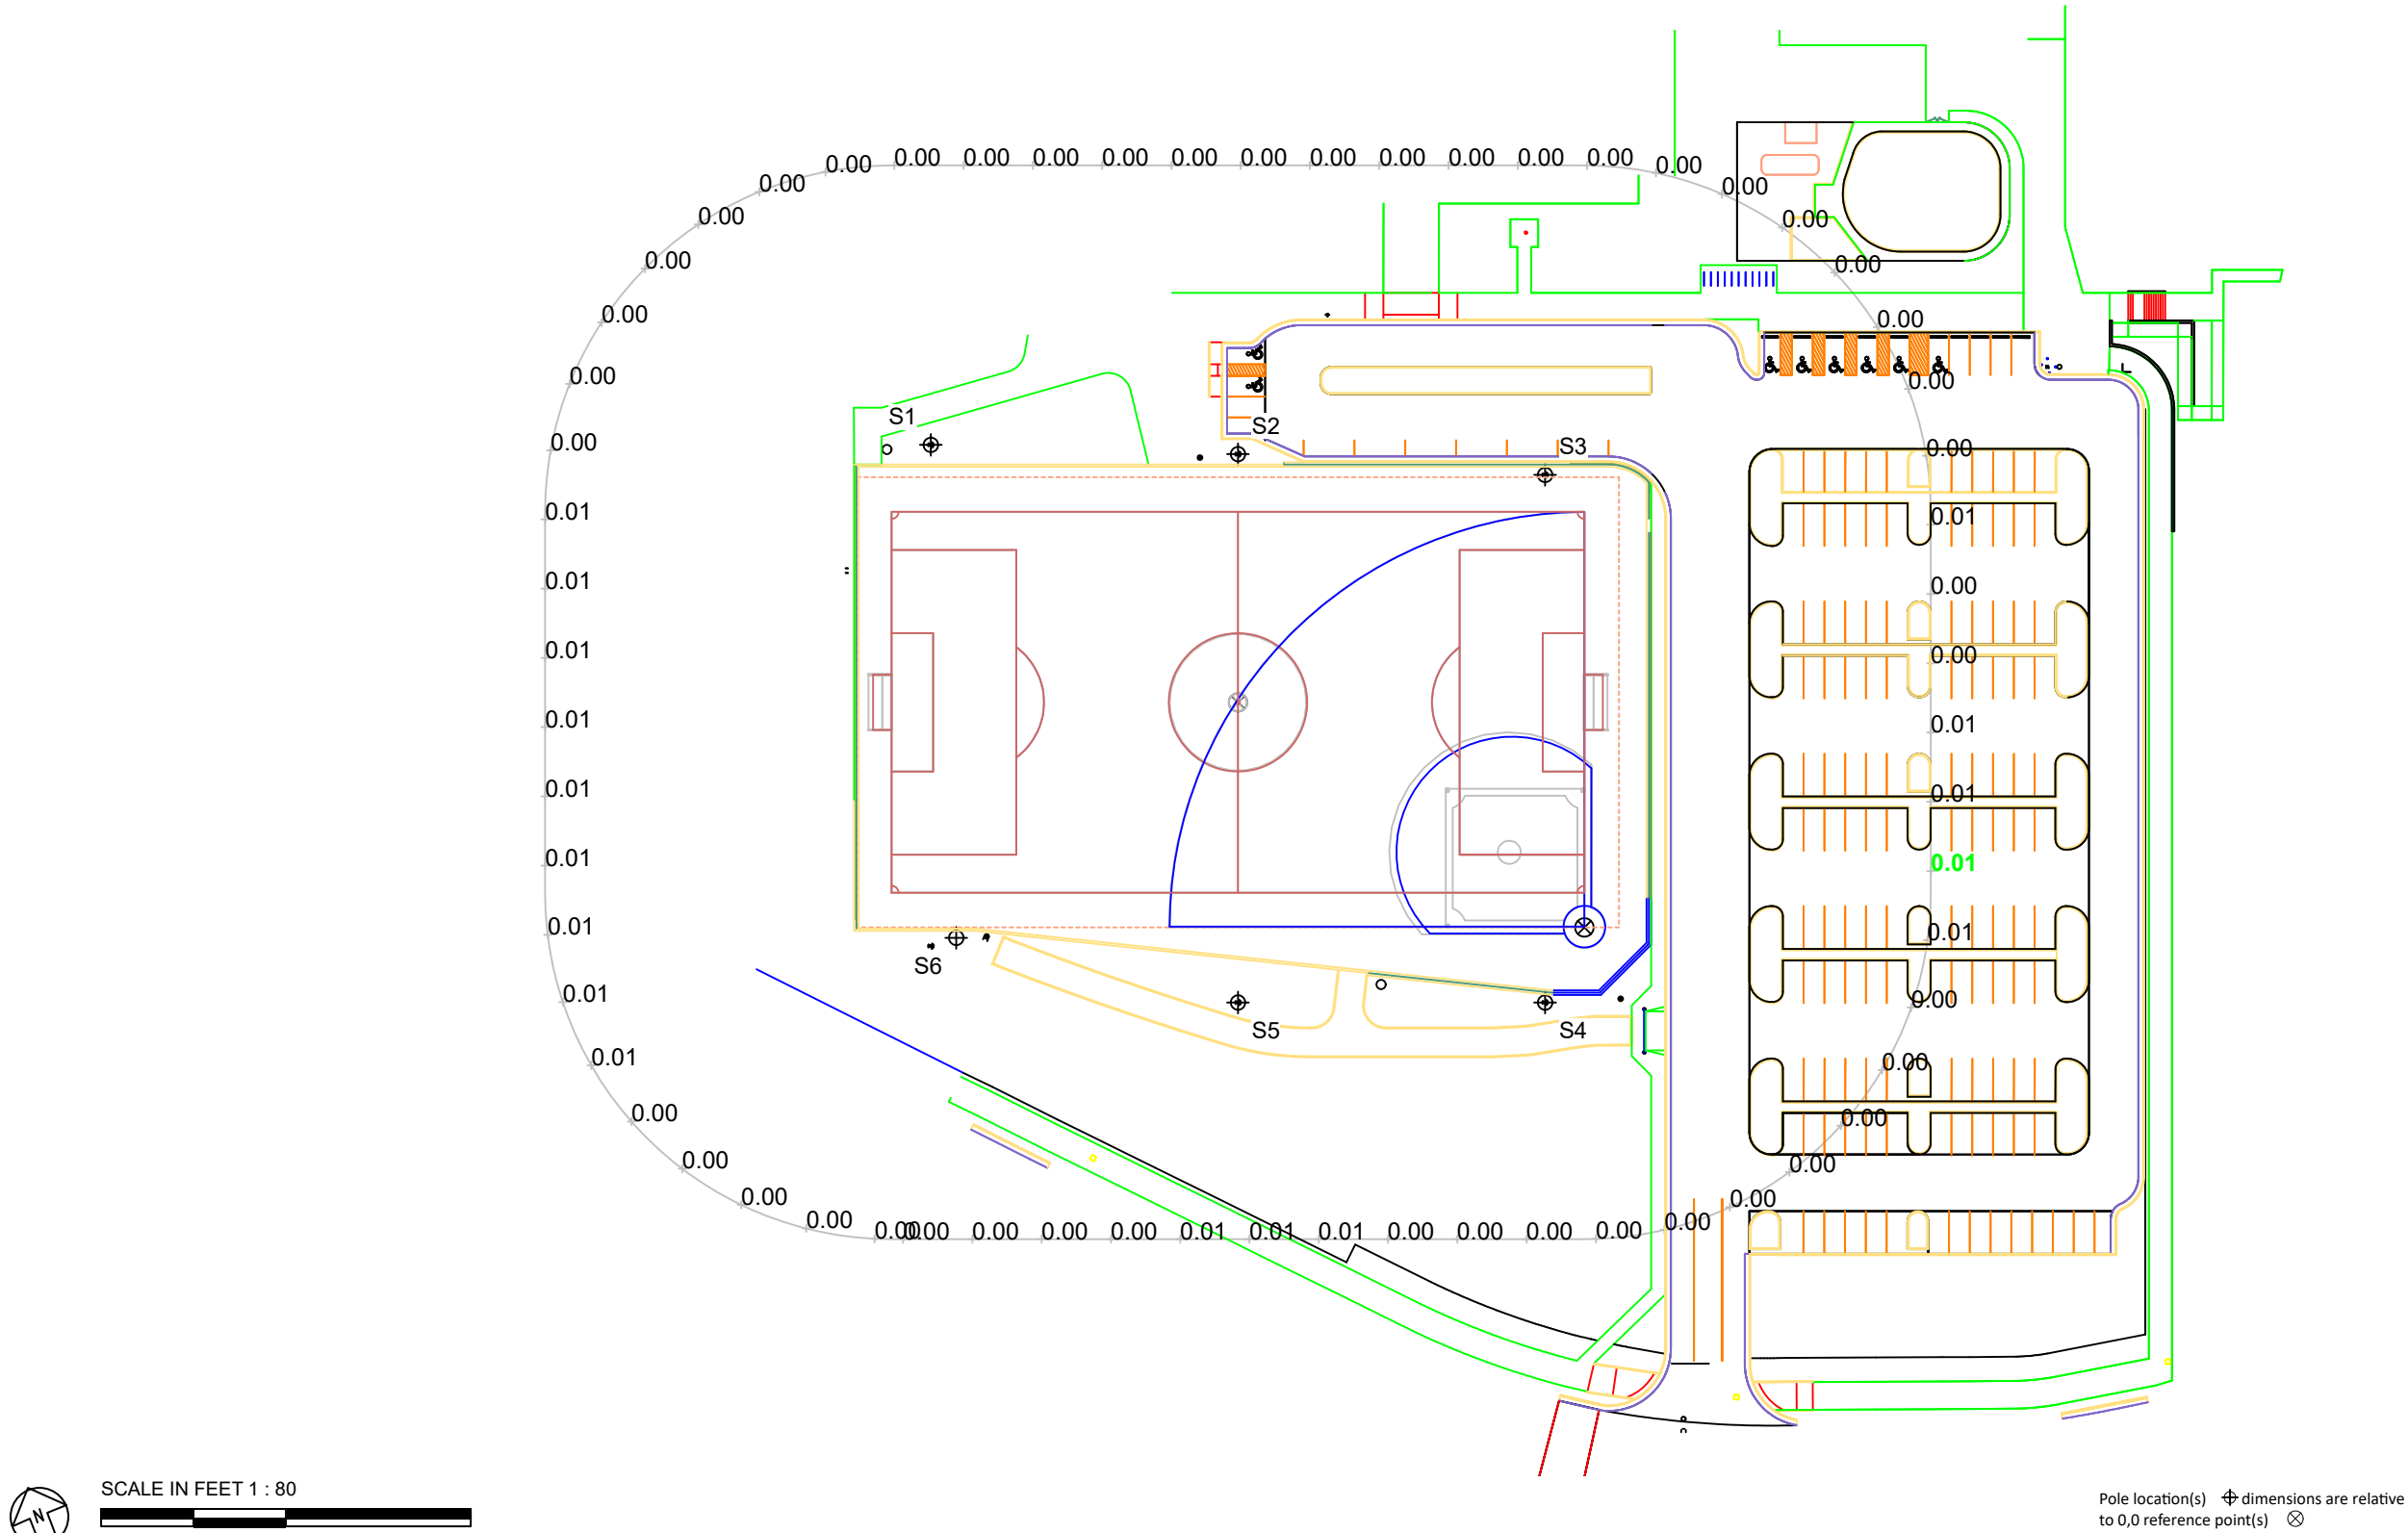 0.00 0.00 0.00 0.00 0.00 0.00 0.00 0.00 0.00 0.00 0.00 0.00 0.00
0.00 0.00
0.00 0.00
0.00 0.00
0.00 0.00
0.00 0.00
S1 S2 S3
0.00 0.00
0.01 0.01
0.01 0.00
0.01 0.00
0.01 0.01
0.01 0.01
0.01 0.01
0.01 0.01
S6
0.01 0.00
S5 S4
0.01 0.00
0.00 0.00
0.00 0.00
0.00 0.00
0.00 0.00 0.00 0.00 0.00 0.00 0.01 0.01 0.01 0.00 0.00 0.00 0.00 0.00
SCALE IN FEET 1 : 80
N
Pole location(s) dimensions are relative
to 0,0 reference point(s)